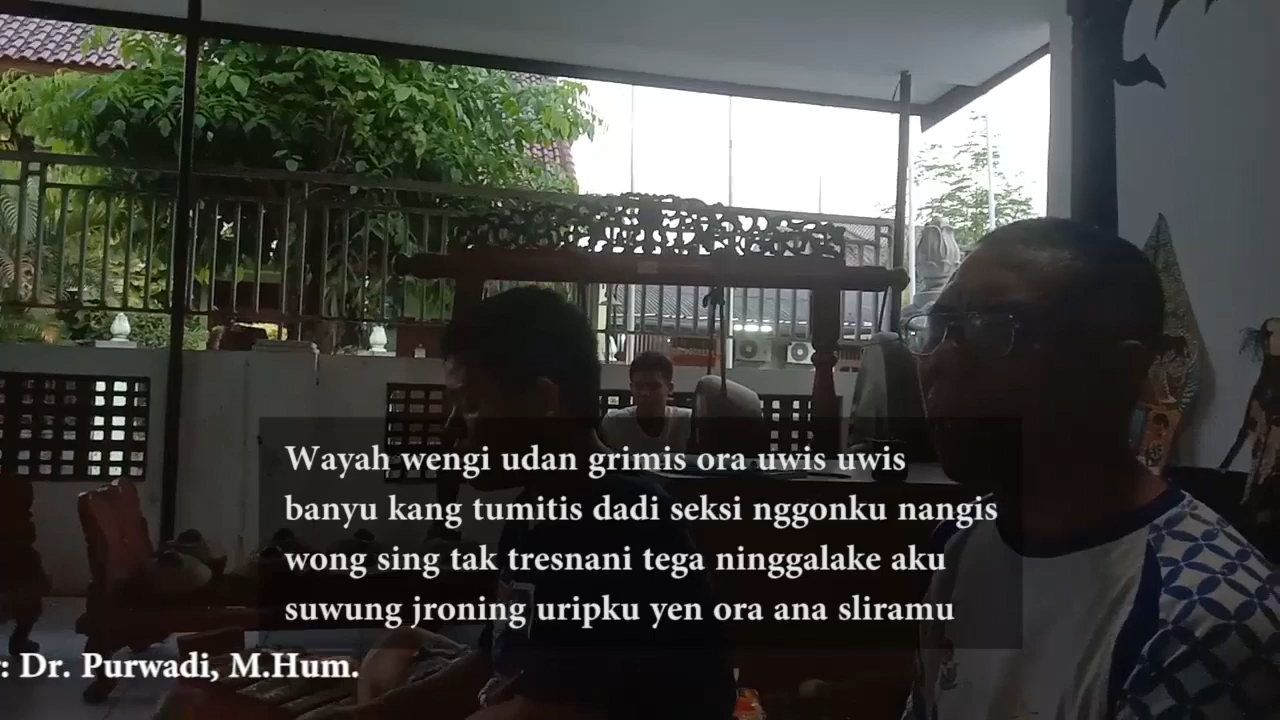 Wayah wengi udan grimis ora uwis uwis
banyu kang tumitis dadi seksi nggonku nangis
wong sing tak tresnani tega ninggalake aku
suwung jroning uripku yen ora ana sliramu
: Dr. Purwadi, M.Hum.